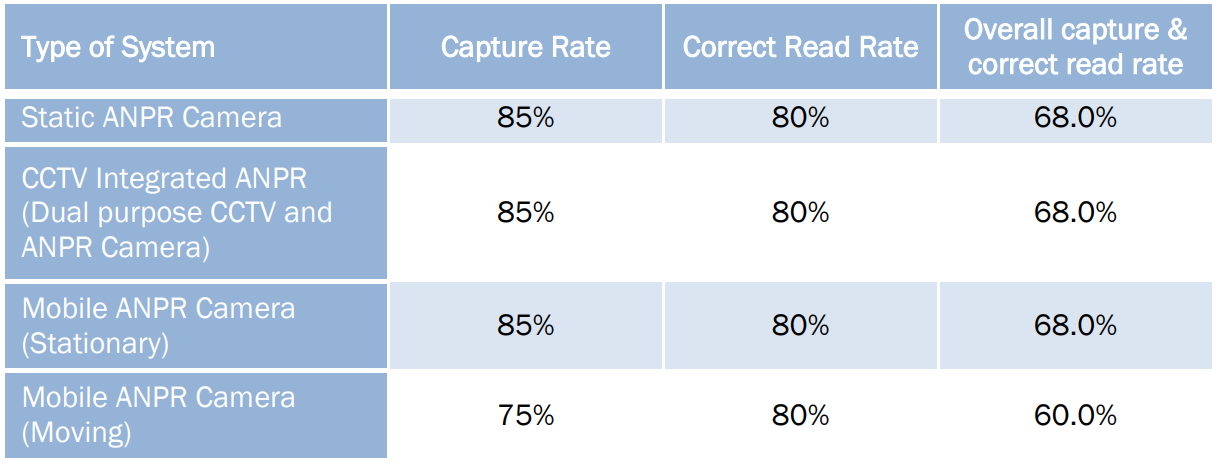 Type of System
Capture Rate
Correct Read Rate
Overall capture &
correct read rate
Static ANPR Camera
85%
80%
68.0%
CCTV Integrated ANPR
(Dual purpose CCTV and
ANPR Camera)
85%
80%
68.0%
Mobile ANPR Camera
(Stationary)
85%
80%
68.0%
Mobile ANPR Camera
(Moving)
75%
80%
60.0%